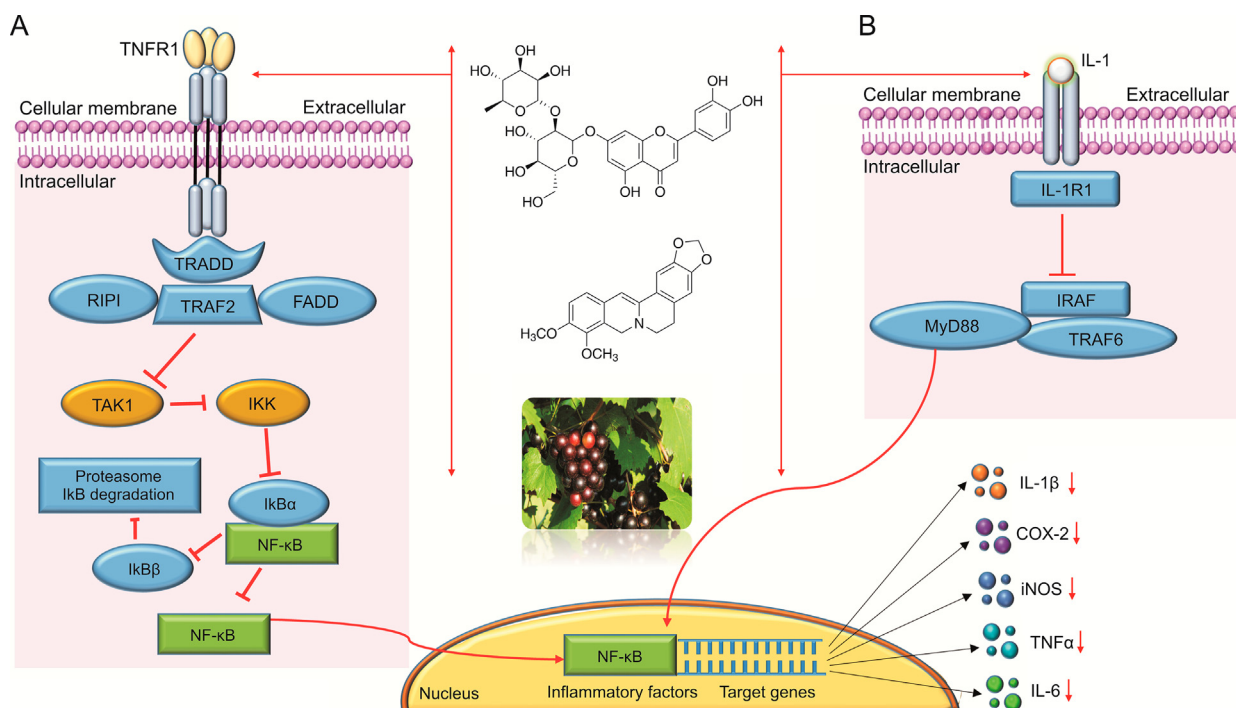 A
TNFR1
Cellular membrane
Extracellular
Intracellular
TRADD
RIPI
TRAF2
FADD
TAK1
IKK
Proteasome
IkB degradation
IkBα
NF-κB
IkBβ
NF-κB
OH
HO
OH
OH
O
O
HO
O
O
HO
O
HO
OH
O
OH
OH
O
O
N
H₃CO
OCH₃
B
IL-1
Cellular membrane
Extracellular
Intracellular
IL-1R1
IRAF
MyD88
TRAF6
IL-1β
COX-2
iNOS
TNFα
IL-6
NF-κB
Nucleus
Inflammatory factors
Target genes